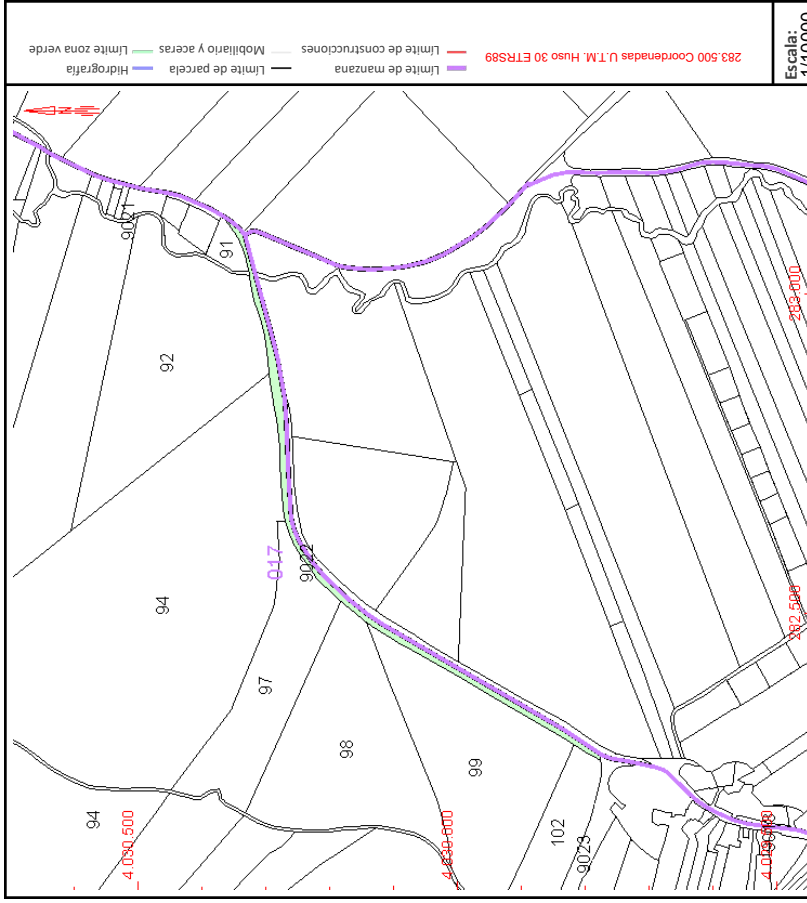 283.500 Coordenadas U.T.M. Huso 30 ETRS89
Límite de manzana
Límite de construcciones
Límite de parcela
Mobiliario y aceras
Hidrografía
Límite zona verde
Escala:
91
92
94
017
9022
97
98
94
99
102
9023
4.030.500
4.030.000
283.000
282.500